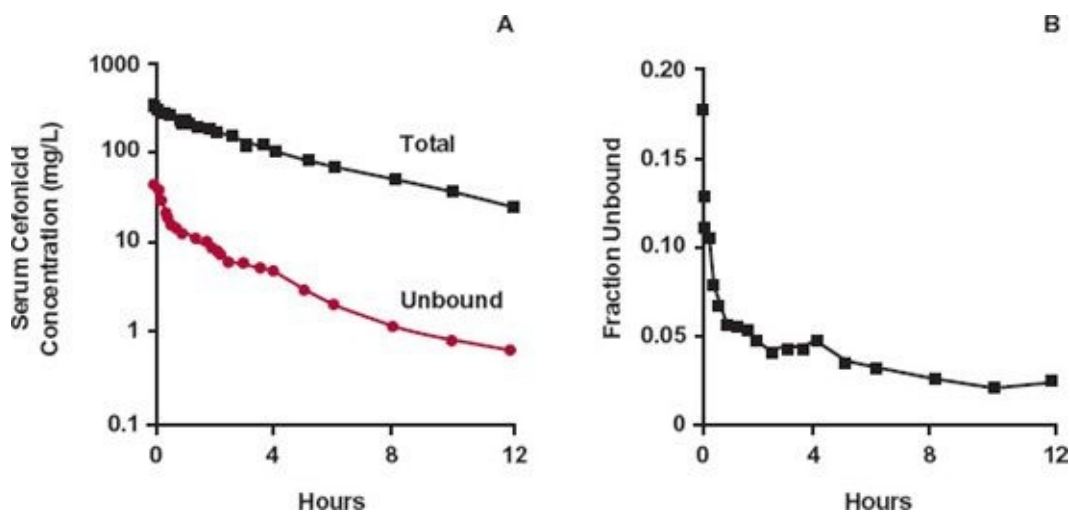 A
1000
100
10
1
0.1
Serum Cefonicid
Concentration (mg/L)
Total
Unbound
0
4
8
12
Hours
B
0.20
0.15
0.10
0.05
0
Fraction Unbound
0
4
8
12
Hours